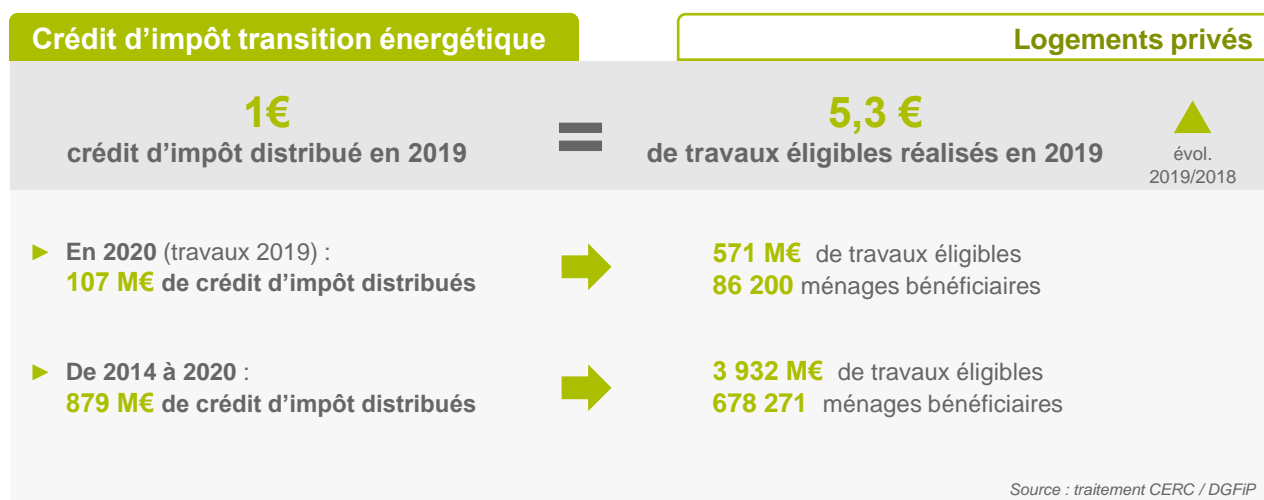 Crédit d’impôt transition énergétique
Logements privés
1€
crédit d’impôt distribué en 2019
=
5,3 €
de travaux éligibles réalisés en 2019
évol.
2019/2018
► En 2020 (travaux 2019) :
107 M€ de crédit d’impôt distribués
571 M€ de travaux éligibles
86 200 ménages bénéficiaires
► De 2014 à 2020 :
879 M€ de crédit d’impôt distribués
3 932 M€ de travaux éligibles
678 271 ménages bénéficiaires
Source : traitement CERC / DGFiP